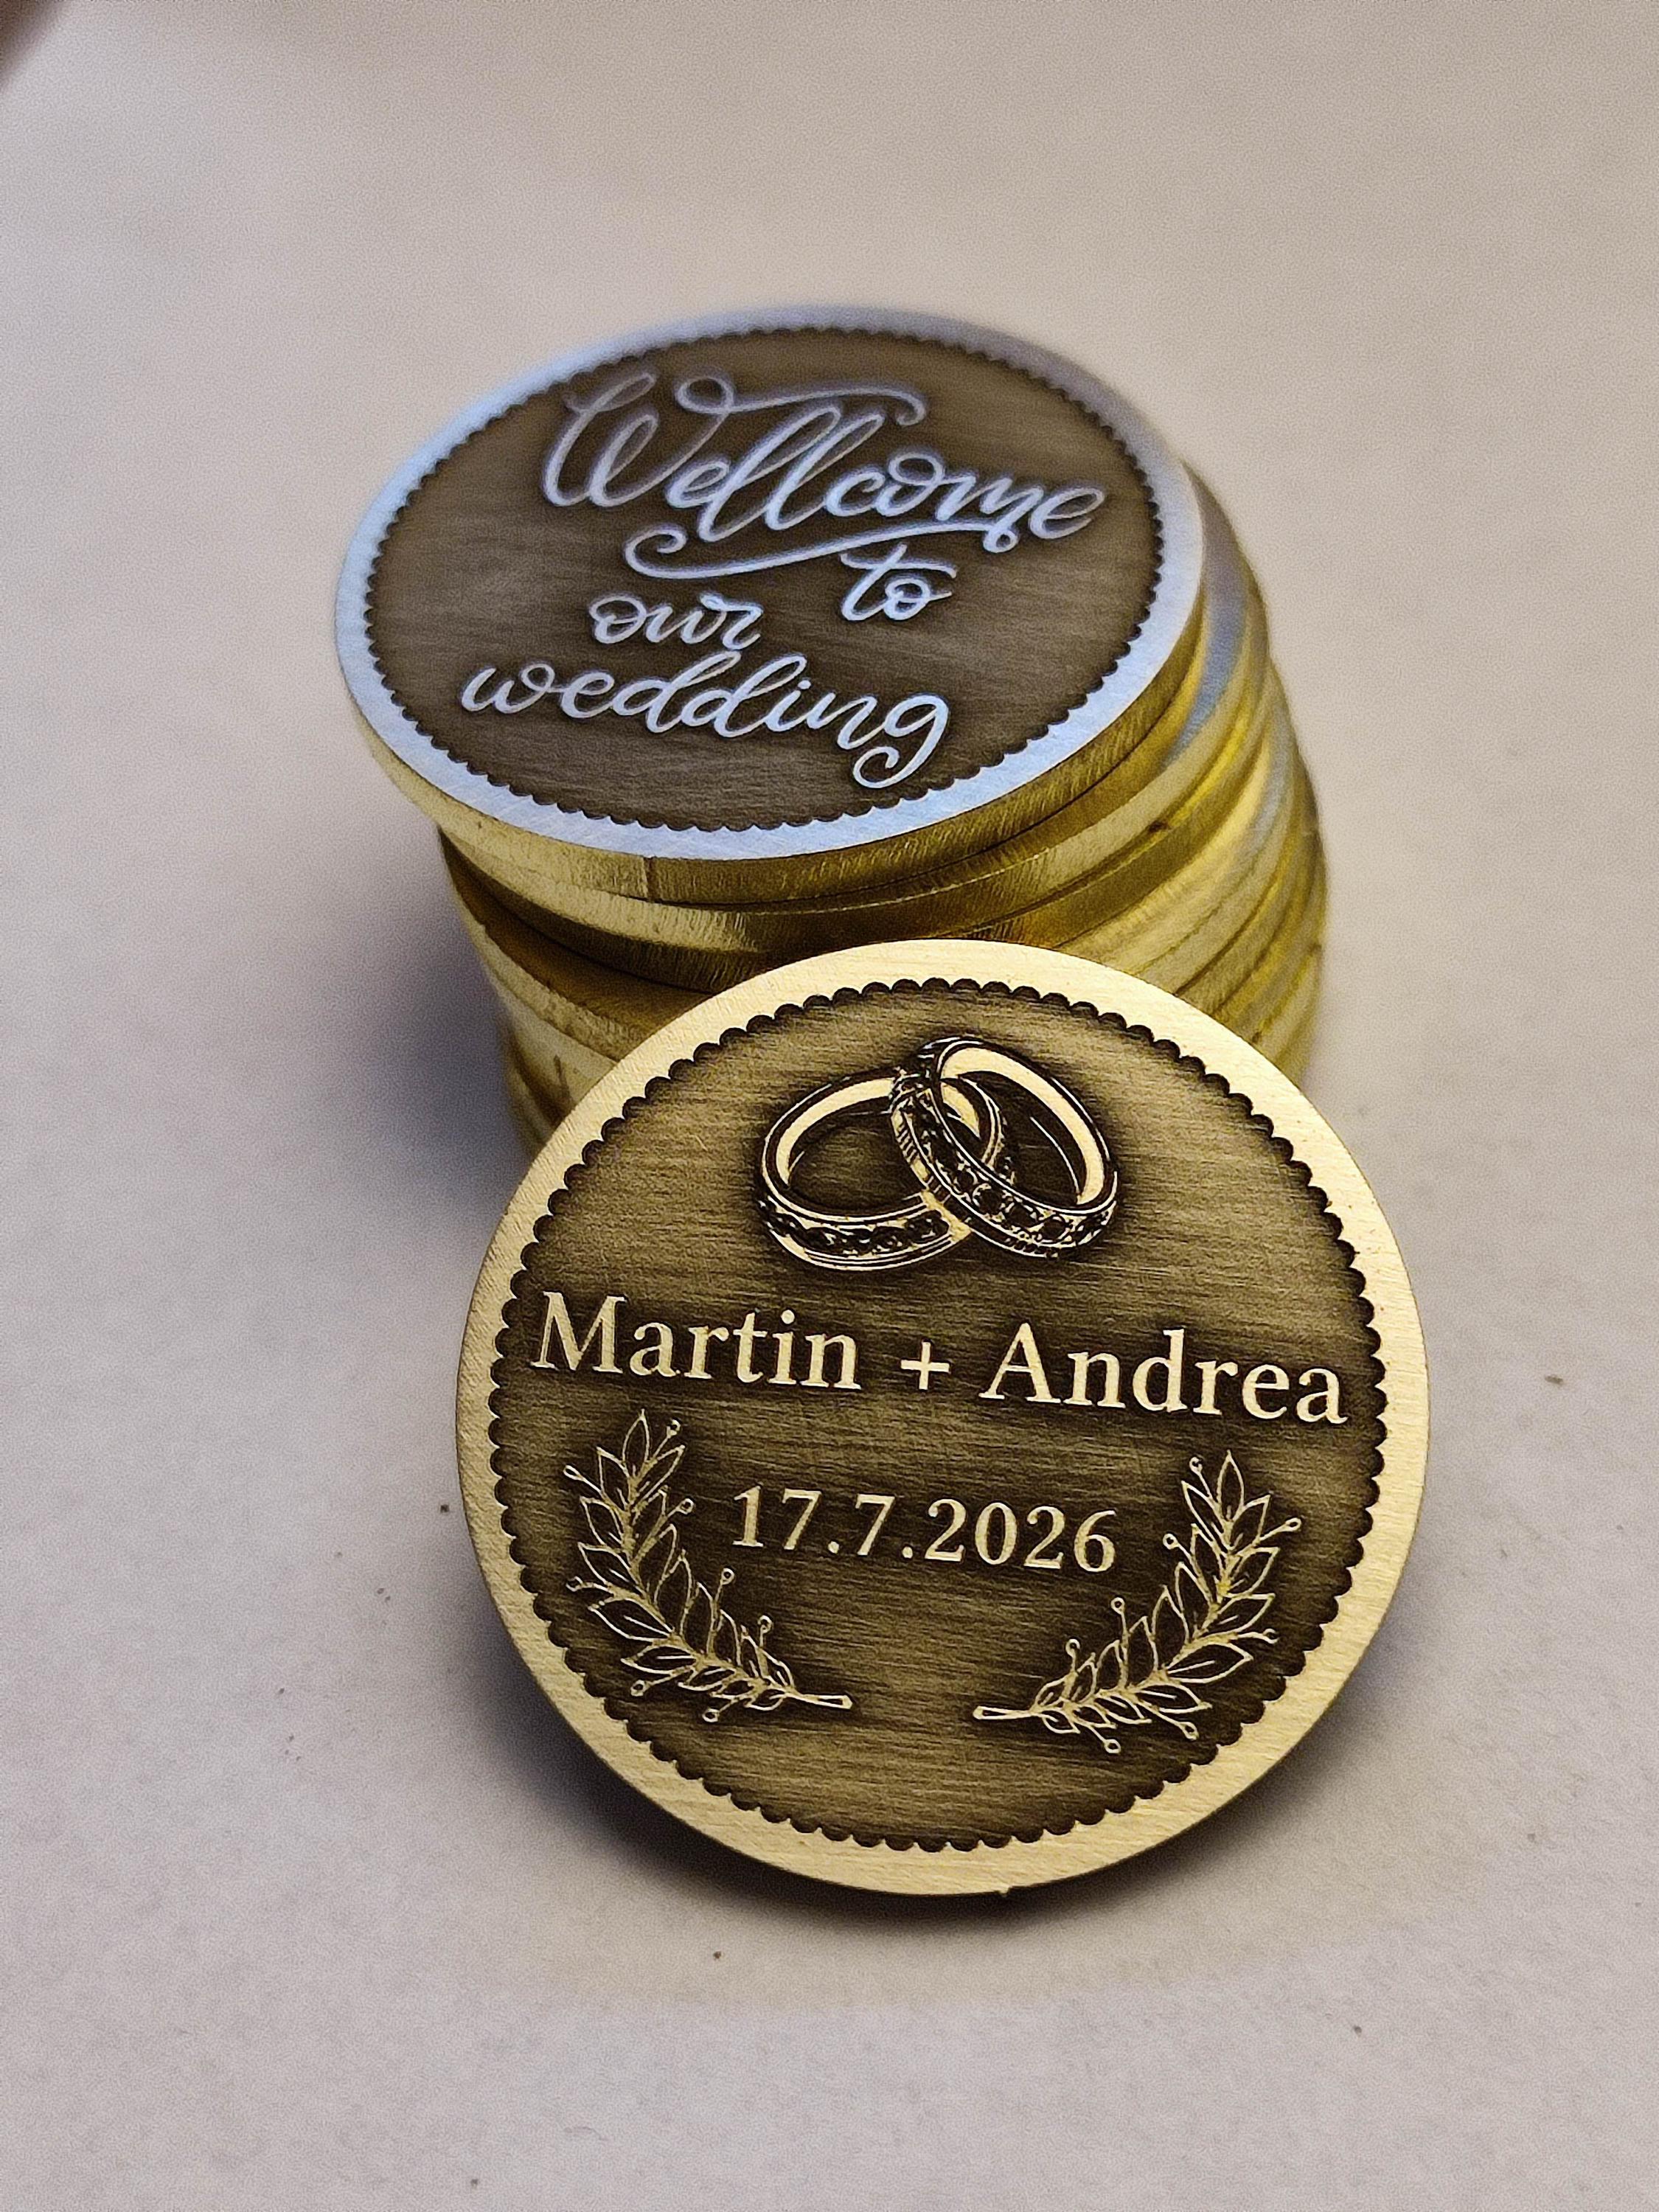 Wellcome
to
our
wedding
Martin + Andrea
17.7.2026